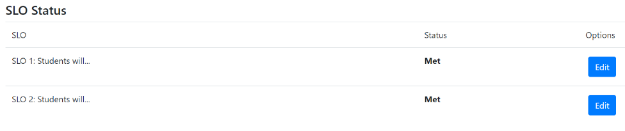 SLO Status
SLO Status Options
SLO 1: Students will... Met Edit
SLO 2: Students will... Met Edit